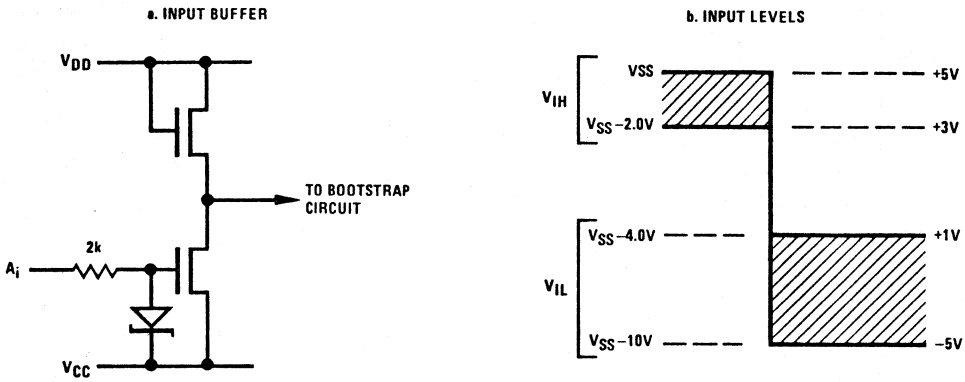 a. INPUT BUFFER
VDD
TO BOOTSTRAP
CIRCUIT
2k
Ai
VCC
b. INPUT LEVELS
VIH
VSS
+5V
VSS-2.0V
+3V
VIL
VSS-4.0V
+1V
VSS-10V
-5V